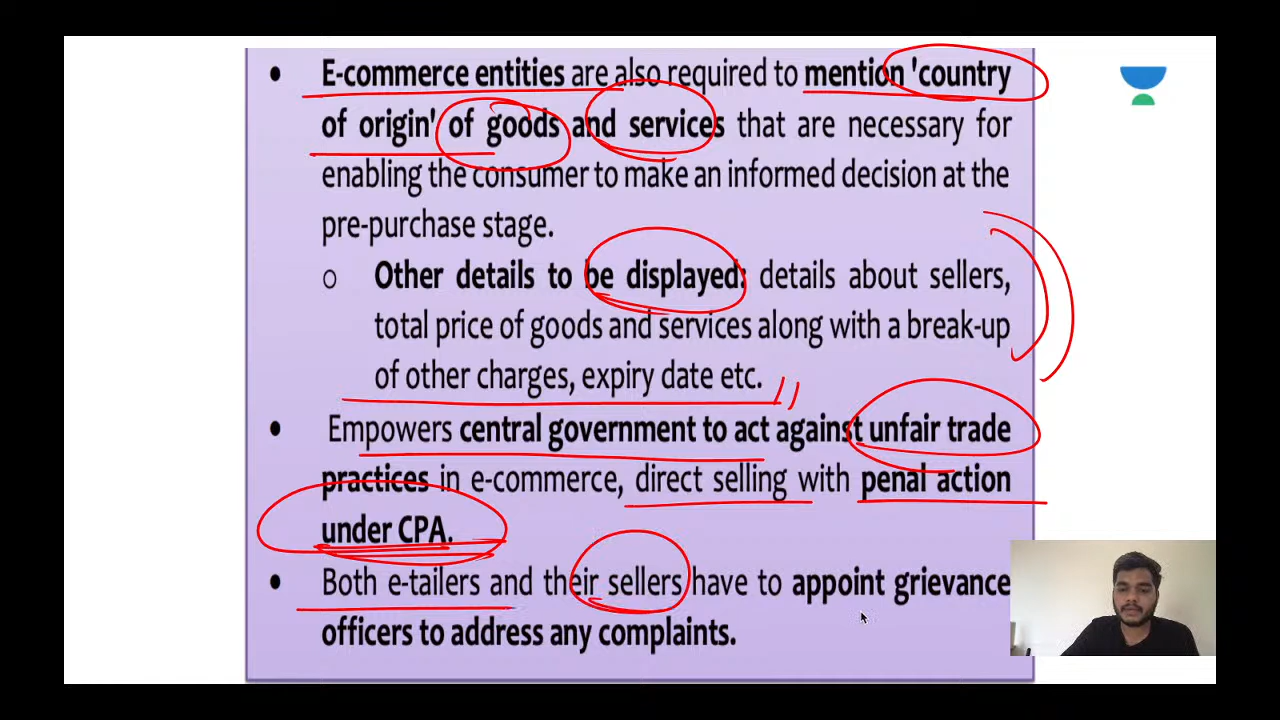 • E-commerce entities are also required to mention 'country
of origin' of goods and services that are necessary for
enabling the consumer to make an informed decision at the
pre-purchase stage.
o Other details to be displayed: details about sellers,
total price of goods and services along with a break-up
of other charges, expiry date etc.
• Empowers central government to act against unfair trade
practices in e-commerce, direct selling with penal action
under CPA.
• Both e-tailers and their sellers have to appoint grievance
officers to address any complaints.